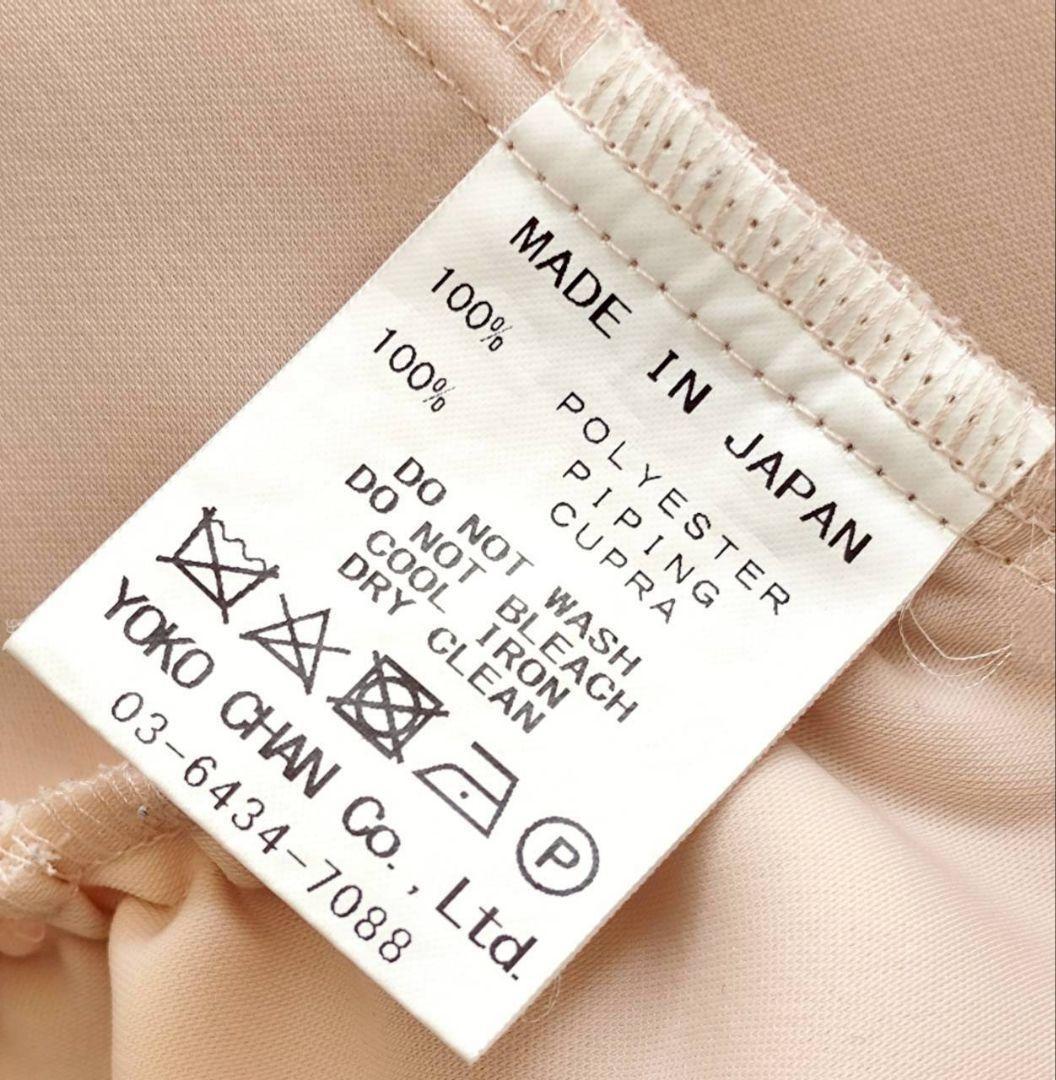 MADE IN JAPAN
100% POLYESTER
PIPING
100% CUPRA
DO NOT WASH
DO NOT BLEACH
COOL IRON
DRY CLEAN
P
YOKO CHAN Co., Ltd.
03-6434-7088